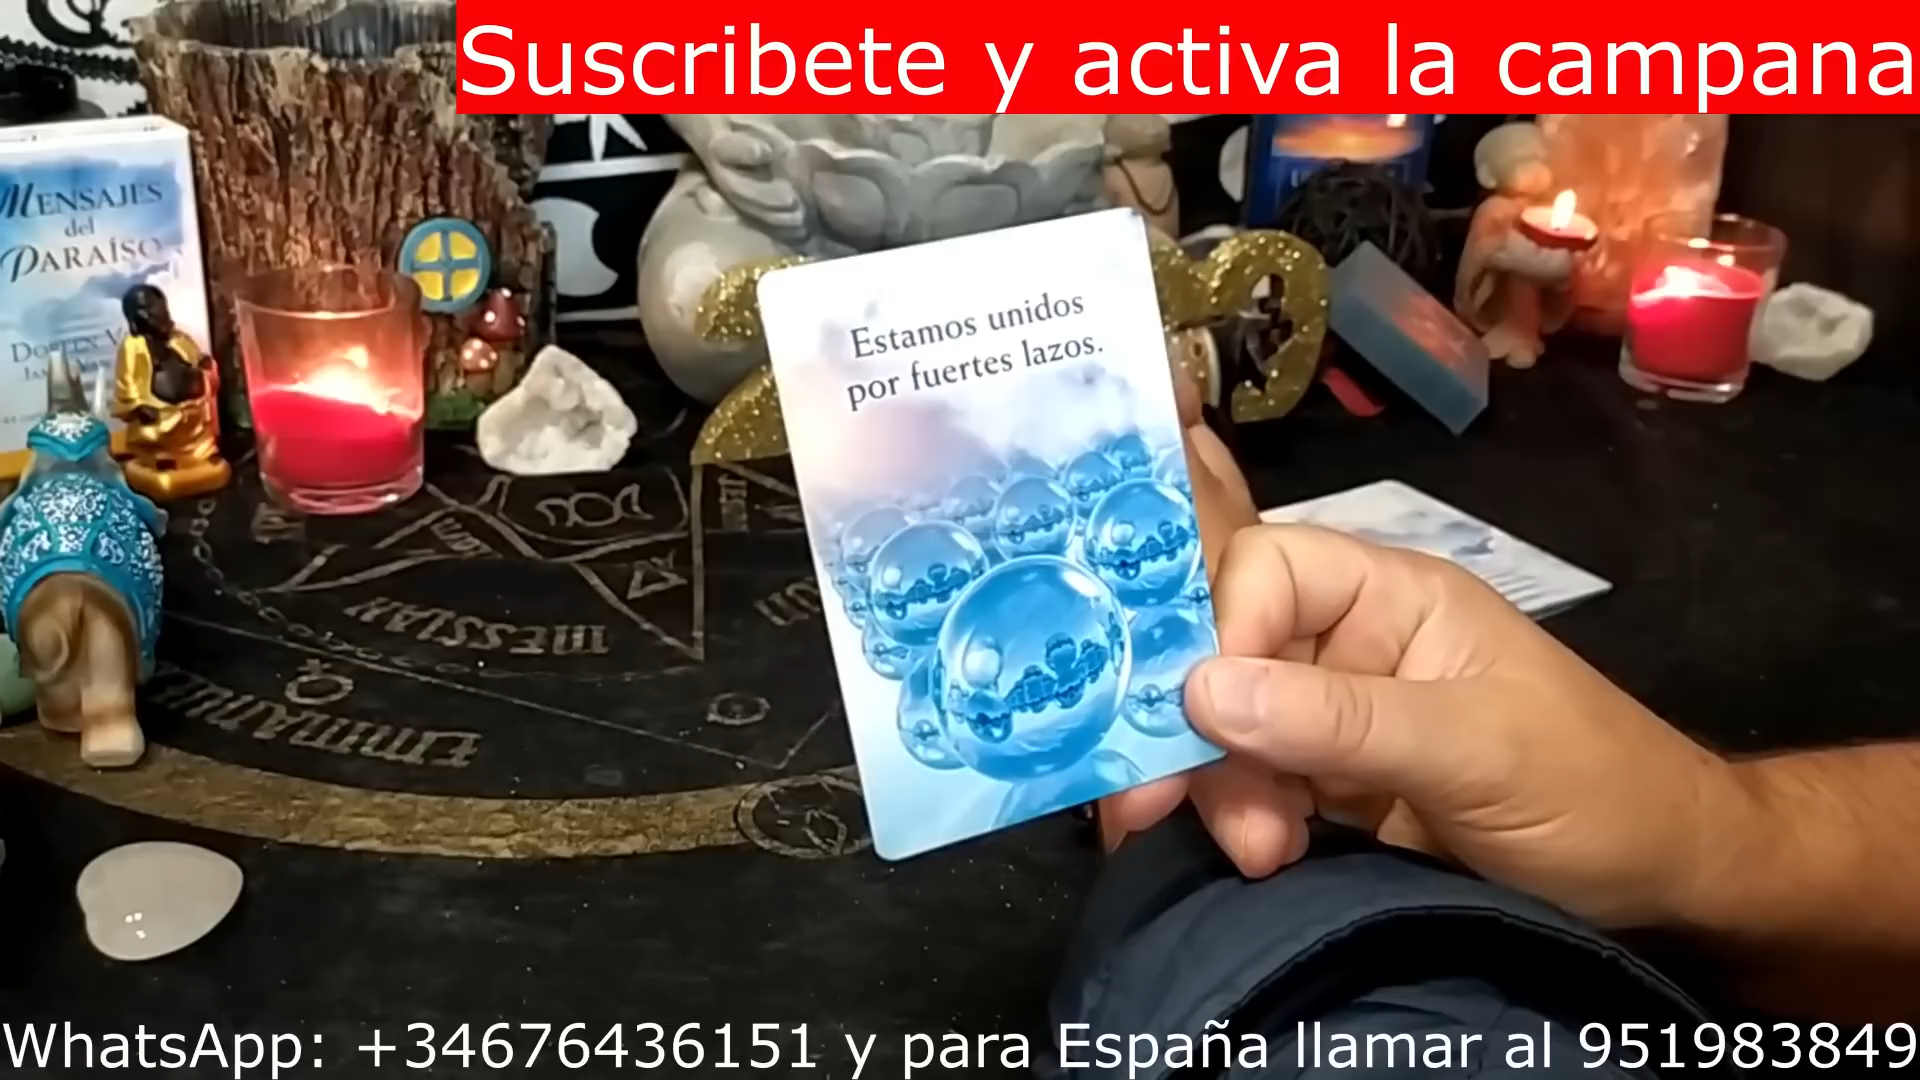 Suscribete y activa la campana
MENSAJES
del
PARAÍSO
Estamos unidos
por fuertes lazos.
MESSIAH
WhatsApp: +34676436151 y para España llamar al 951983849